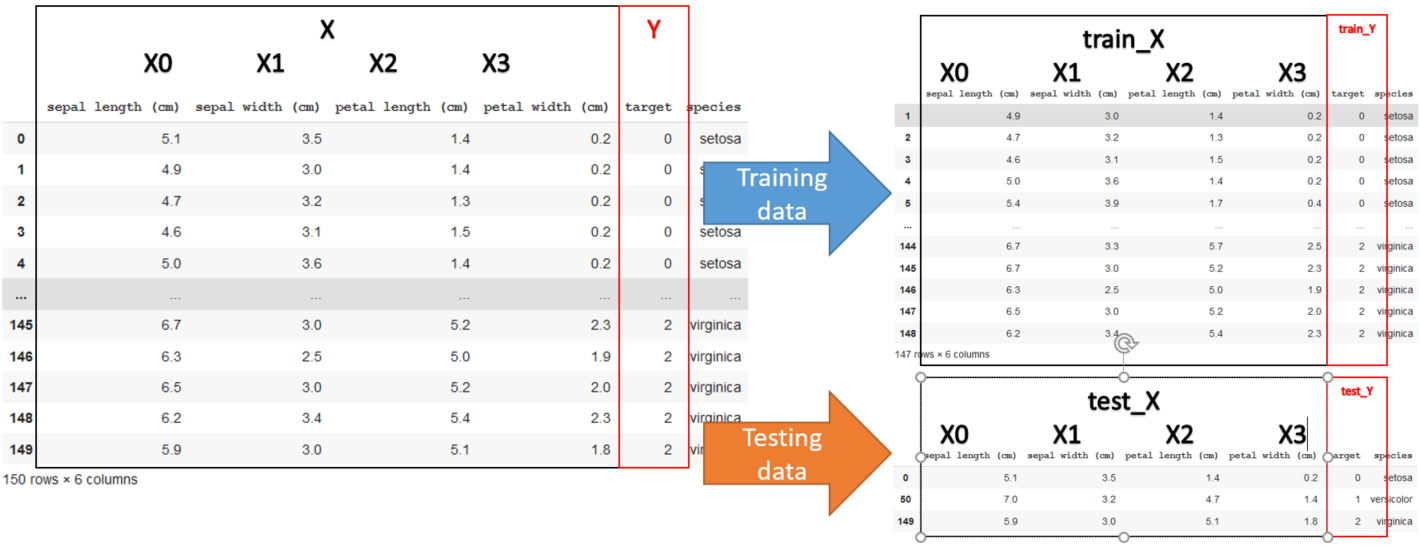 X Y
X0 X1 X2 X3
sepal length (cm) sepal width (cm) petal length (cm) petal width (cm) target species
0 5.1 3.5 1.4 0.2 0 setosa
1 4.9 3.0 1.4 0.2 0
2 4.7 3.2 1.3 0.2 0
3 4.6 3.1 1.5 0.2 0 setosa
4 5.0 3.6 1.4 0.2 0 setosa
... ... ... ... ... ... ...
145 6.7 3.0 5.2 2.3 2 virginica
146 6.3 2.5 5.0 1.9 2 virginica
147 6.5 3.0 5.2 2.0 2 virginica
148 6.2 3.4 5.4 2.3 2 virginica
149 5.9 3.0 5.1 1.8 2
150 rows × 6 columns
Training
data
Testing
data
train_X train_Y
X0 X1 X2 X3
sepal length (cm) sepal width (cm) petal length (cm) petal width (cm) target species
1 4.9 3.0 1.4 0.2 0 setosa
2 4.7 3.2 1.3 0.2 0 setosa
3 4.6 3.1 1.5 0.2 0 setosa
4 5.0 3.6 1.4 0.2 0 setosa
5 5.4 3.9 1.7 0.4 0 setosa
... ... ... ... ... ... ...
144 6.7 3.3 5.7 2.5 2 virginica
145 6.7 3.0 5.2 2.3 2 virginica
146 6.3 2.5 5.0 1.9 2 virginica
147 6.5 3.0 5.2 2.0 2 virginica
148 6.2 3.4 5.4 2.3 2 virginica
147 rows × 6 columns
test_X test_Y
X0 X1 X2 X3
sepal length (cm) sepal width (cm) petal length (cm) petal width (cm) target species
0 5.1 3.5 1.4 0.2 0 setosa
50 7.0 3.2 4.7 1.4 1 versicolor
149 5.9 3.0 5.1 1.8 2 virginica